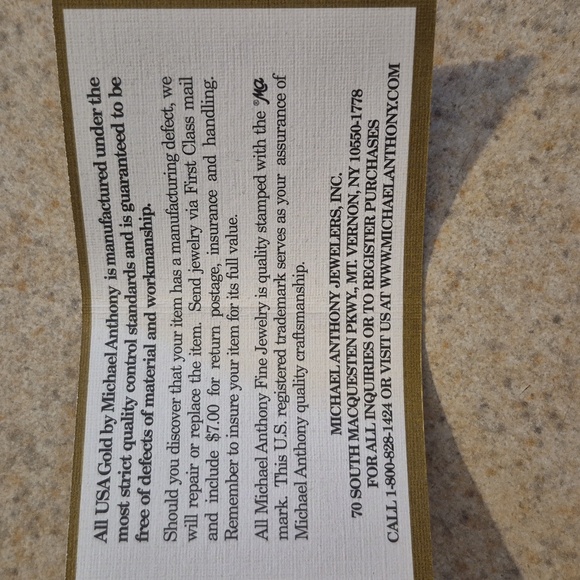 All USA Gold by Michael Anthony is manufactured under the
most strict quality control standards and is guaranteed to be
free of defects of material and workmanship.
Should you discover that your item has a manufacturing defect, we
will repair or replace the item. Send jewelry via First Class mail
and include $7.00 for return postage, insurance and handling.
Remember to insure your item for its full value.
All Michael Anthony Fine Jewelry is quality stamped with the ®MA
mark. This U.S. registered trademark serves as your assurance of
Michael Anthony quality craftsmanship.
MICHAEL ANTHONY JEWELERS, INC.
70 SOUTH MACQUESTEN PKWY., MT. VERNON, NY 10550-1778
FOR ALL INQUIRIES OR TO REGISTER PURCHASES
CALL 1-800-828-1424 OR VISIT US AT WWW.MICHAELANTHONY.COM